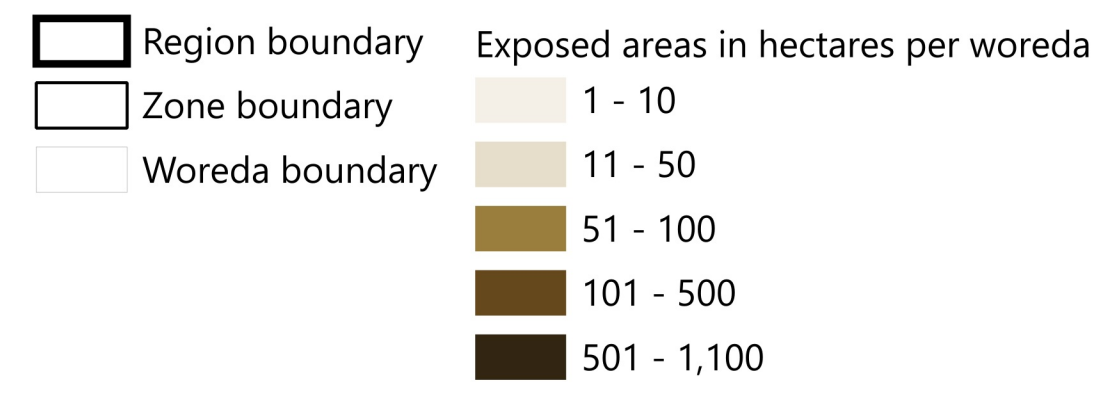 Region boundary
Zone boundary
Woreda boundary
Exposed areas in hectares per woreda
1 - 10
11 - 50
51 - 100
101 - 500
501 - 1,100